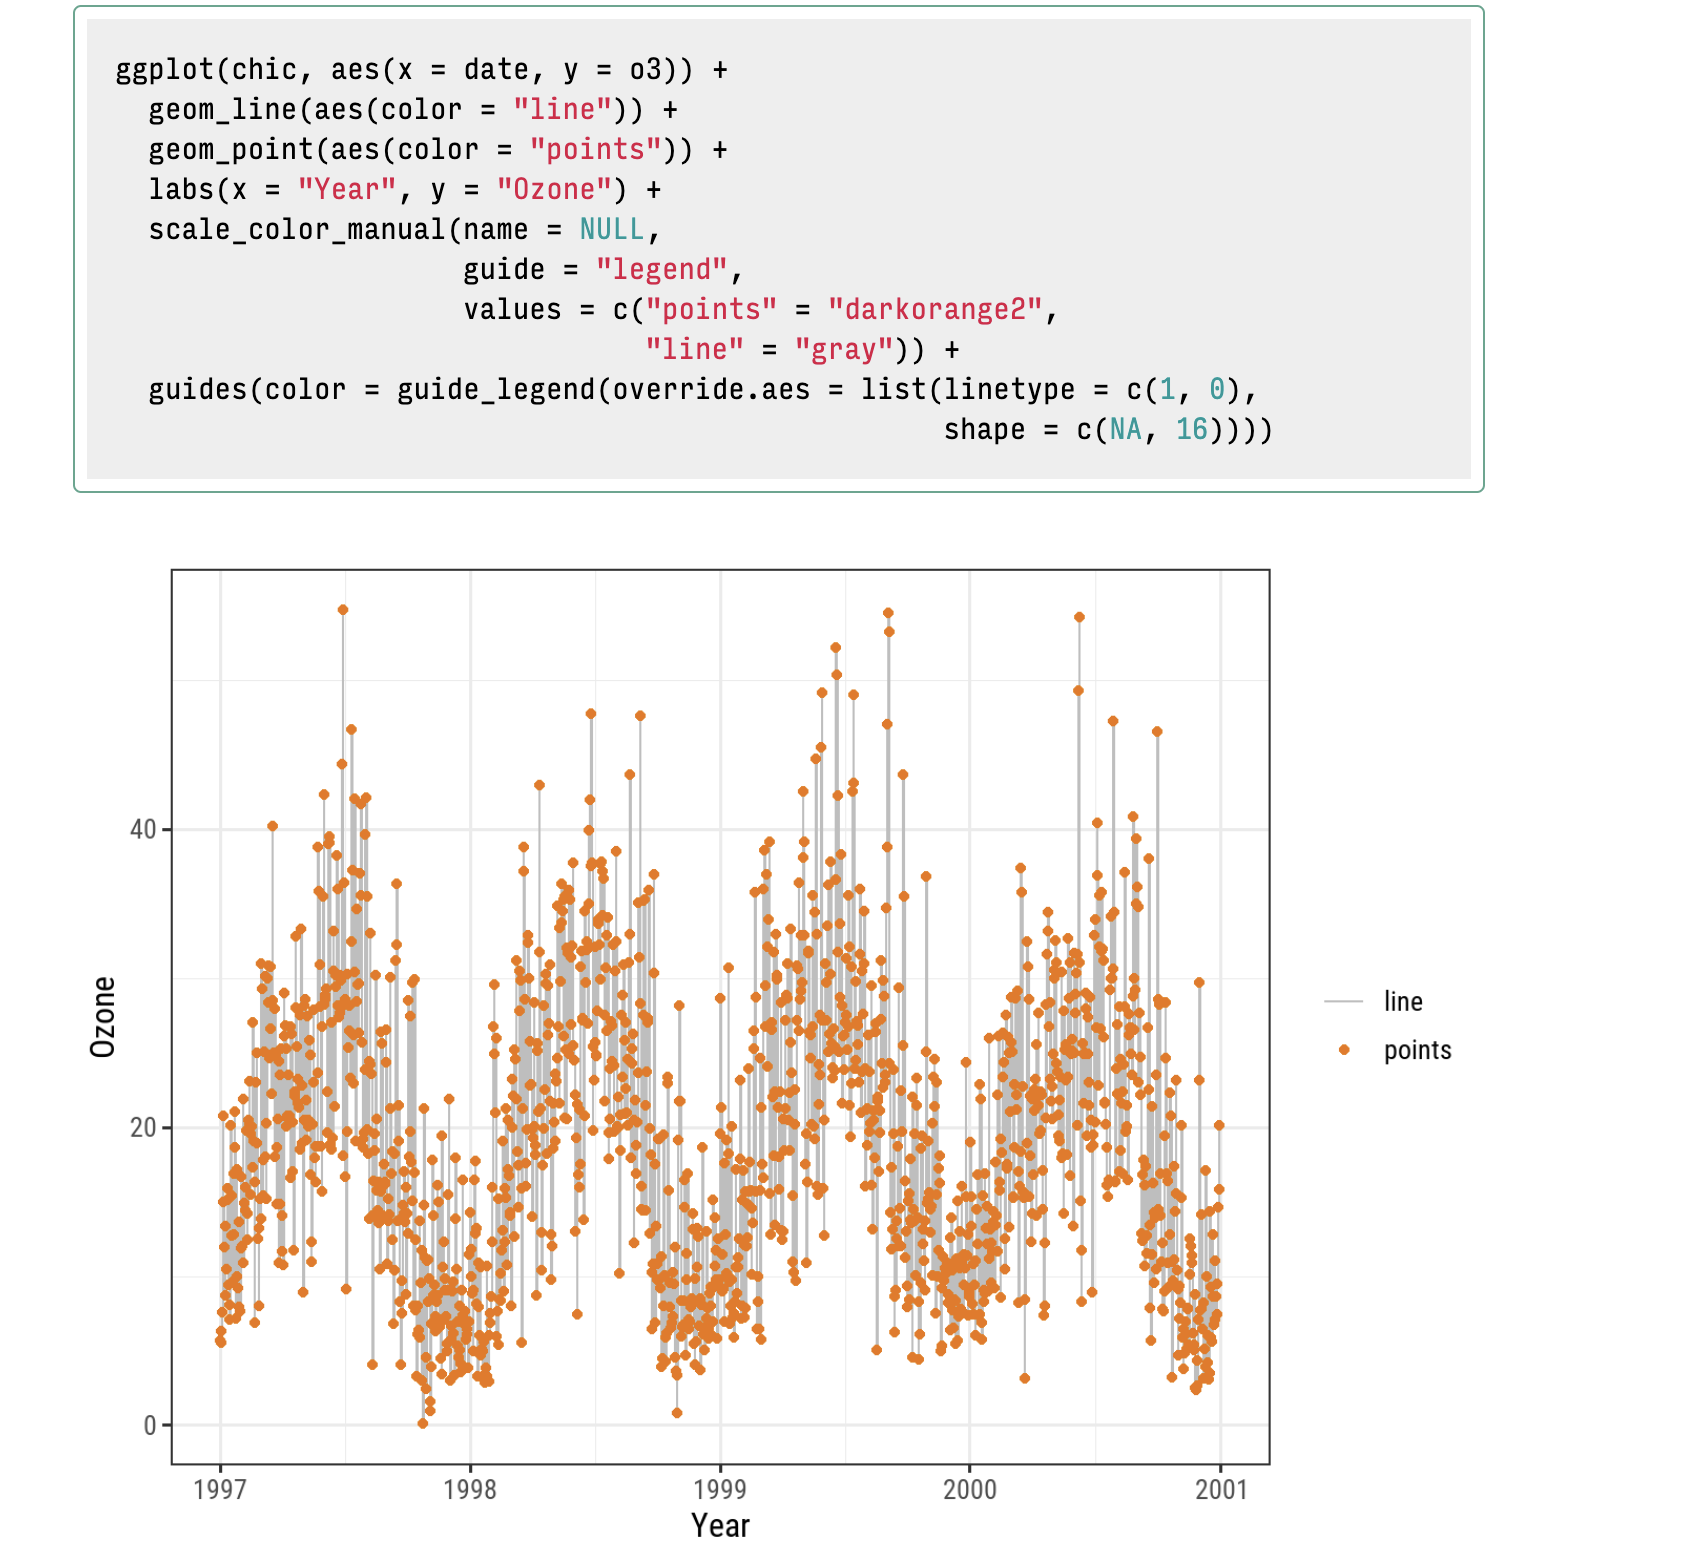 ggplot(chic, aes(x = date, y = o3)) +
  geom_line(aes(color = "line")) +
  geom_point(aes(color = "points")) +
  labs(x = "Year", y = "Ozone") +
  scale_color_manual(name = NULL,
                     guide = "legend",
                     values = c("points" = "darkorange2",
                                "line" = "gray")) +
  guides(color = guide_legend(override.aes = list(linetype = c(1, 0),
                                                  shape = c(NA, 16))))
40
20
0
Ozone
1997
1998
1999
2000
2001
Year
line
points